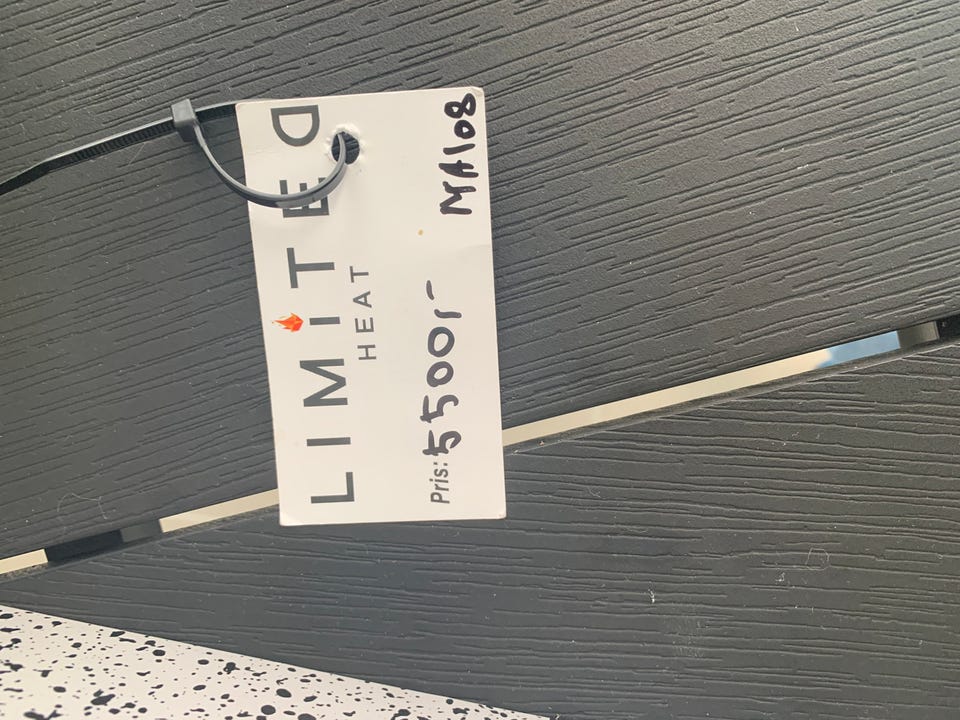 LIMITED
HEAT
Pris: 5500,-
MA108